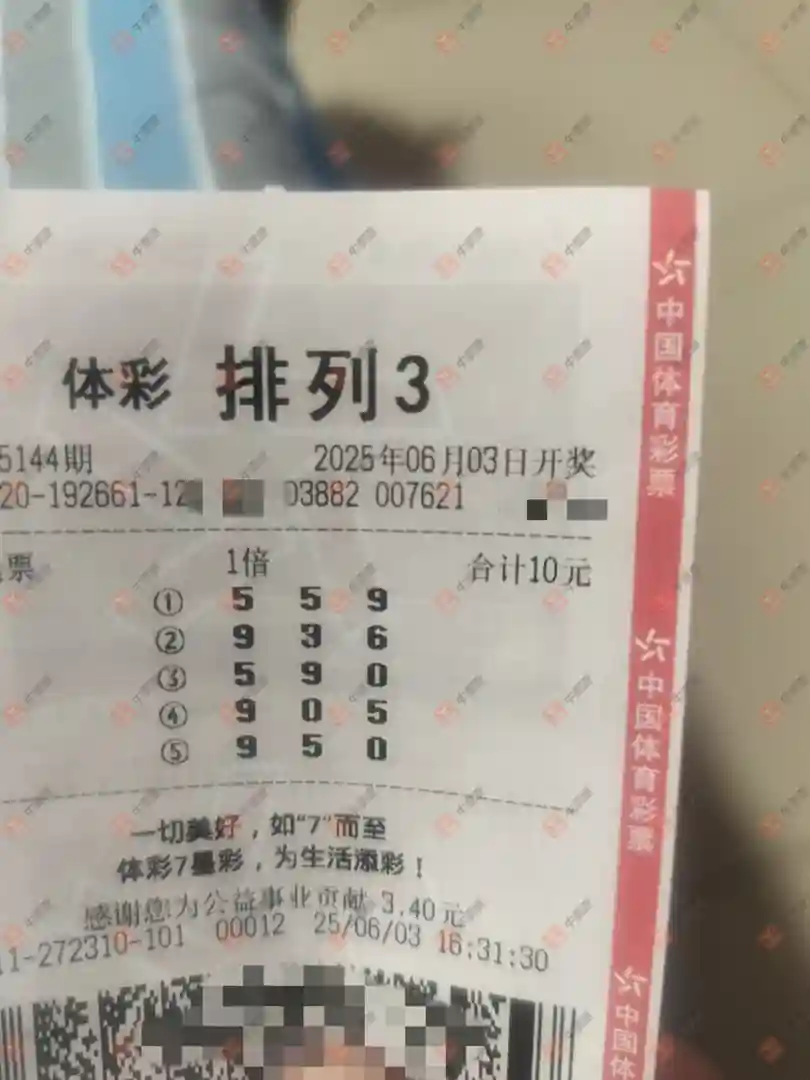 体彩 排列3
5144期 2025年06月03日开奖
20-192661-12 03882 007621
票 1倍 合计10元
① 5 5 9
② 9 3 6
③ 5 9 0
④ 9 0 5
⑤ 9 5 0
一切美好，如“7”而至
体彩7星彩，为生活添彩！
感谢您为公益事业贡献 3.40元
11-272310-101 00012 25/06/03 16:31:30
中国体育彩票
中国体育彩票
中国体